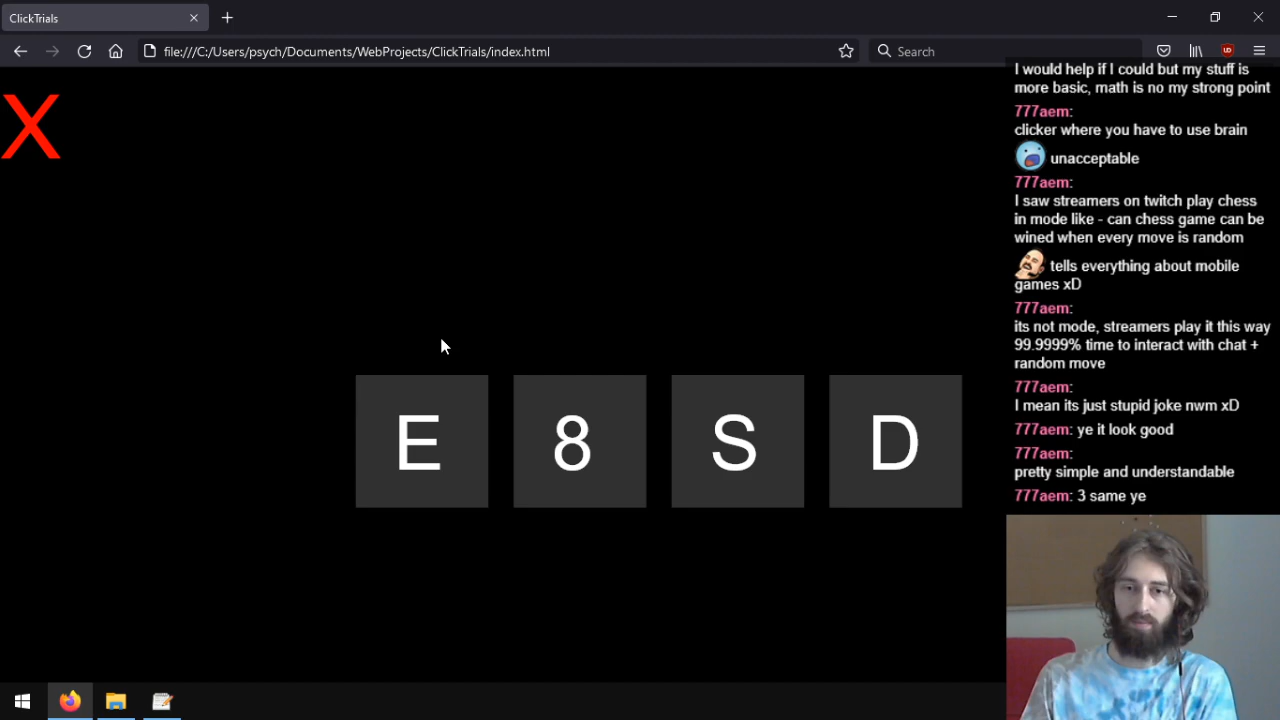 ClickTrials
file:///C:/Users/psych/Documents/WebProjects/ClickTrials/index.html
Search
X
E 8 S D
I would help if I could but my stuff is
more basic, math is no my strong point
777aem:
clicker where you have to use brain
unacceptable
777aem:
I saw streamers on twitch play chess
in mode like - can chess game can be
wined when every move is random
tells everything about mobile
games xD
777aem:
its not mode, streamers play it this way
99.9999% time to interact with chat +
random move
777aem:
I mean its just stupid joke nwm xD
777aem: ye it look good
777aem:
pretty simple and understandable
777aem: 3 same ye